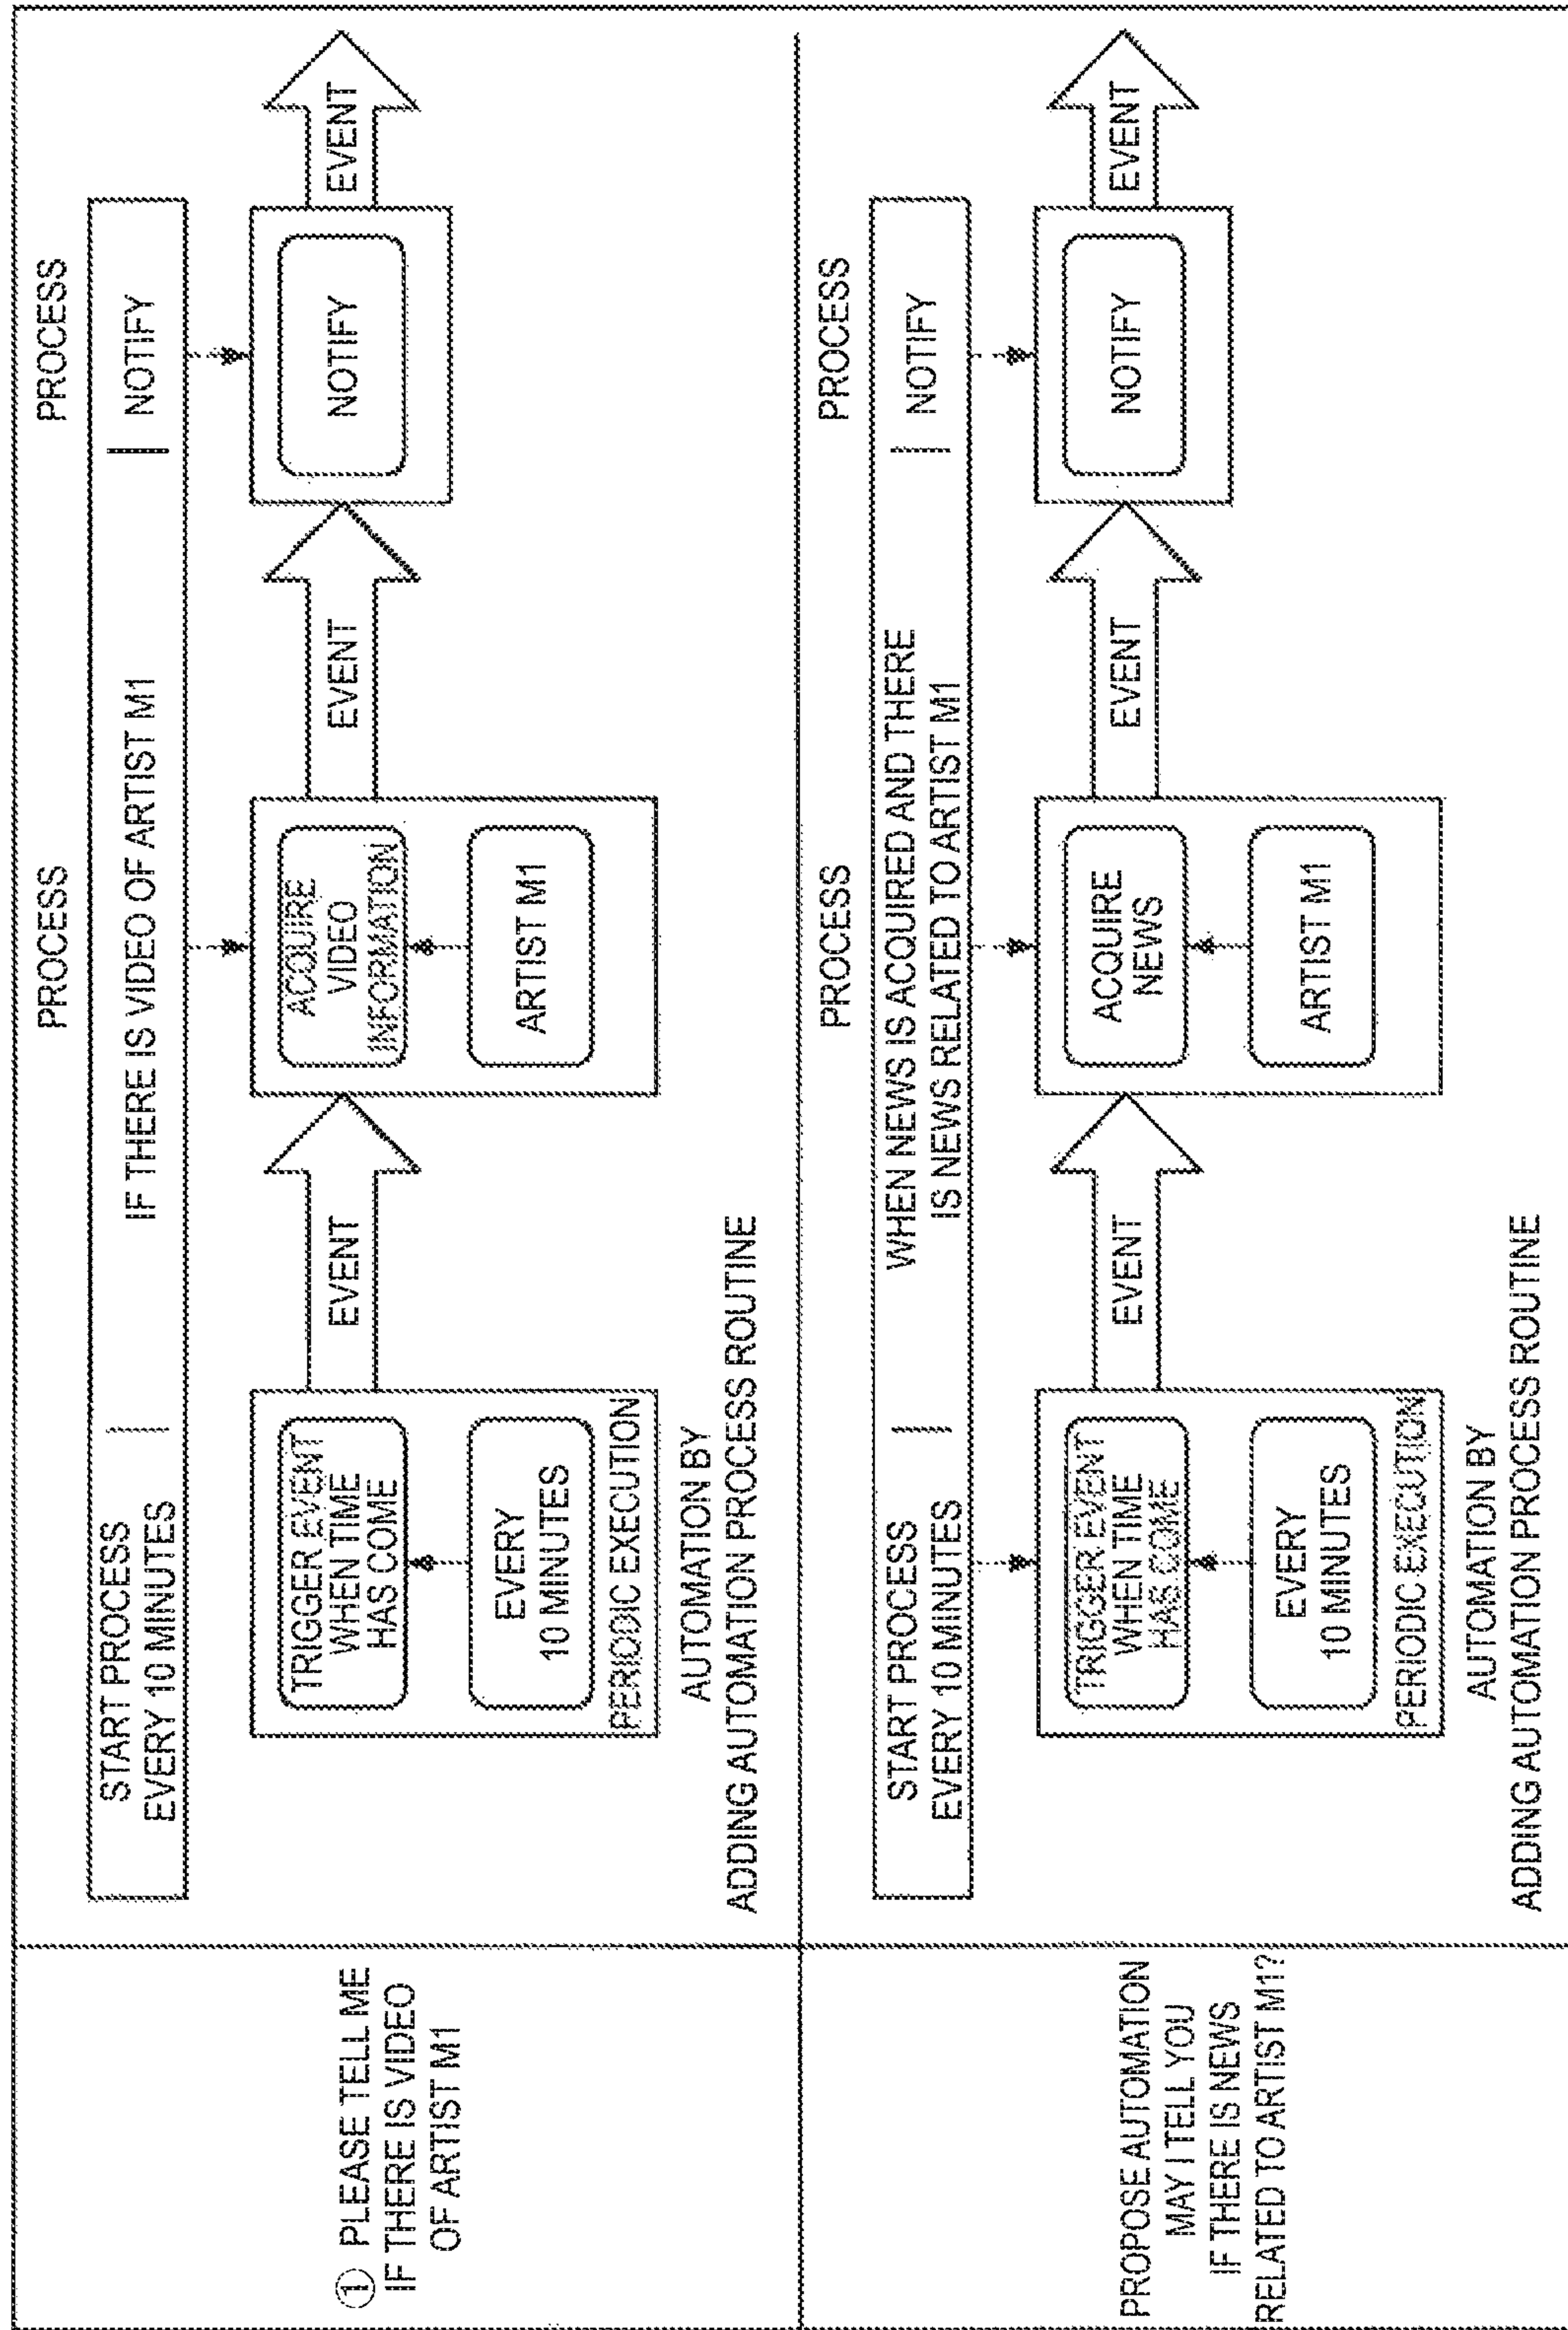 ① PLEASE TELL ME
IF THERE IS VIDEO
OF ARTIST M1
PROCESS
PROCESS
START PROCESS
EVERY 10 MINUTES
IF THERE IS VIDEO OF ARTIST M1
NOTIFY
TRIGGER EVENT
WHEN TIME
HAS COME
EVERY
10 MINUTES
PERIODIC EXECUTION
EVENT
ACQUIRE
VIDEO
INFORMATION
ARTIST M1
EVENT
NOTIFY
EVENT
AUTOMATION BY
ADDING AUTOMATION PROCESS ROUTINE
PROPOSE AUTOMATION
MAY I TELL YOU
IF THERE IS NEWS
RELATED TO ARTIST M1?
PROCESS
PROCESS
START PROCESS
EVERY 10 MINUTES
WHEN NEWS IS ACQUIRED AND THERE
IS NEWS RELATED TO ARTIST M1
NOTIFY
TRIGGER EVENT
WHEN TIME
HAS COME
EVERY
10 MINUTES
PERIODIC EXECUTION
EVENT
ACQUIRE
NEWS
ARTIST M1
EVENT
NOTIFY
EVENT
AUTOMATION BY
ADDING AUTOMATION PROCESS ROUTINE